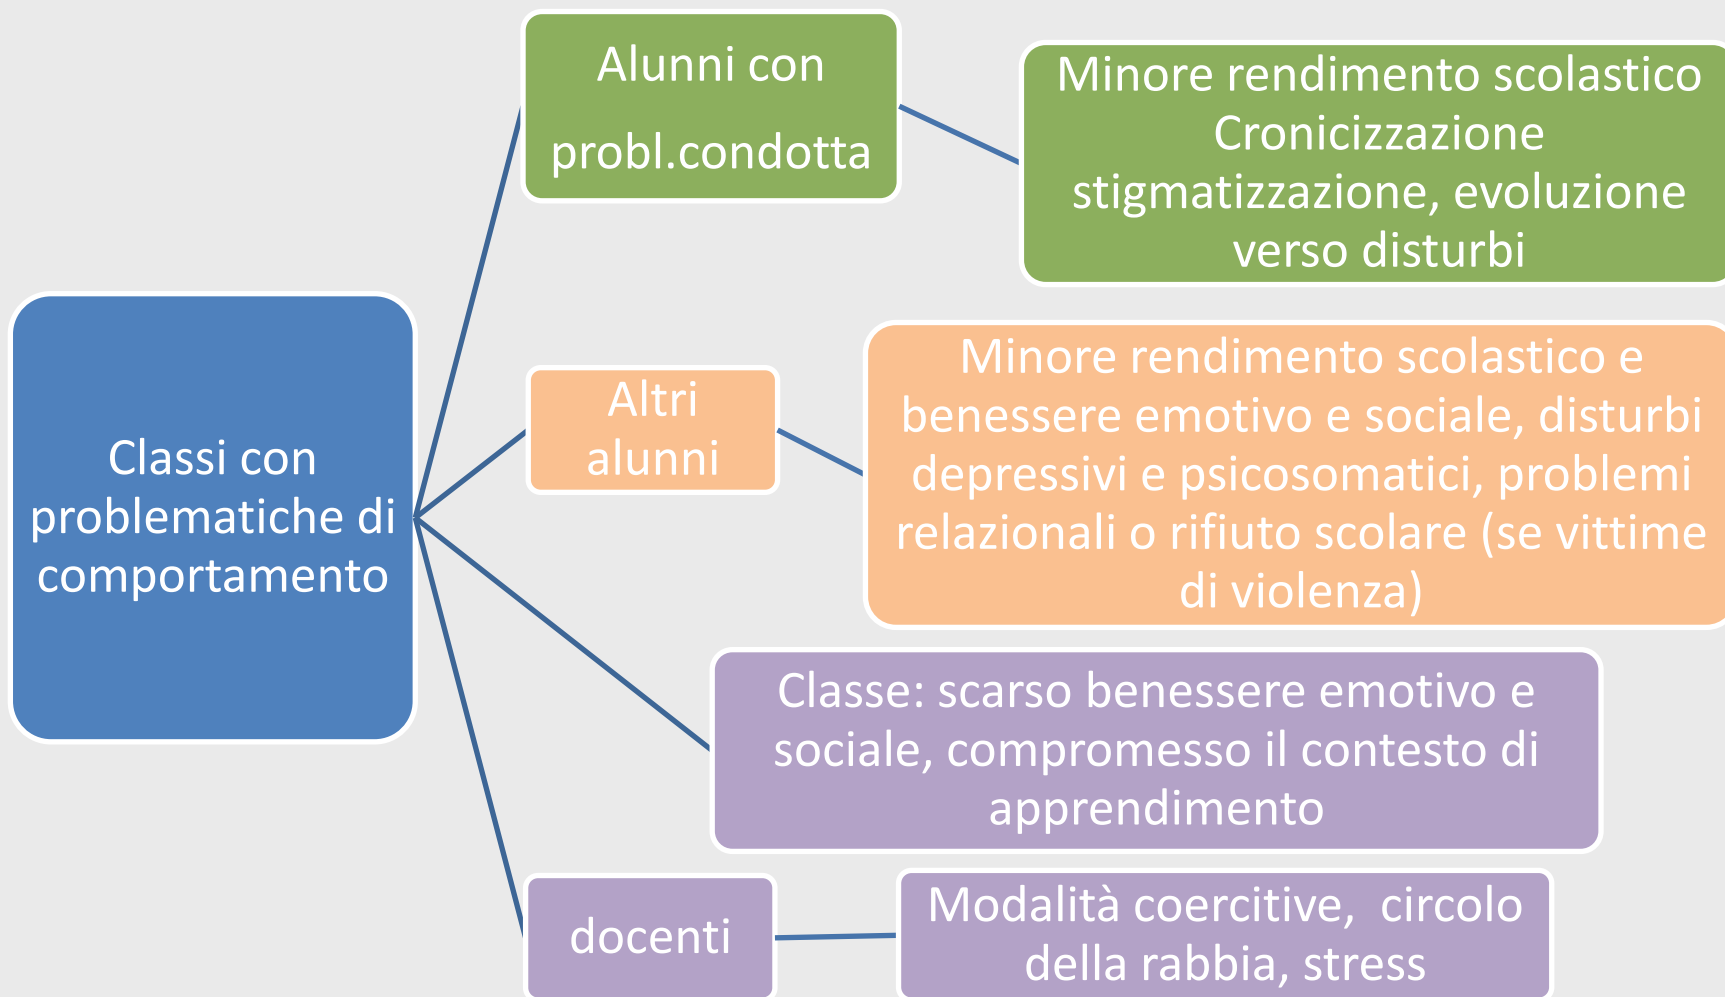 Alunni con
probl.condotta
Minore rendimento scolastico
Cronicizzazione
stigmatizzazione, evoluzione
verso disturbi
Classi con
problematiche di
comportamento
Altri
alunni
Minore rendimento scolastico e
benessere emotivo e sociale, disturbi
depressivi e psicosomatici, problemi
relazionali o rifiuto scolare (se vittime
di violenza)
Classe: scarso benessere emotivo e
sociale, compromesso il contesto di
apprendimento
docenti
Modalità coercitive,  circolo
della rabbia, stress